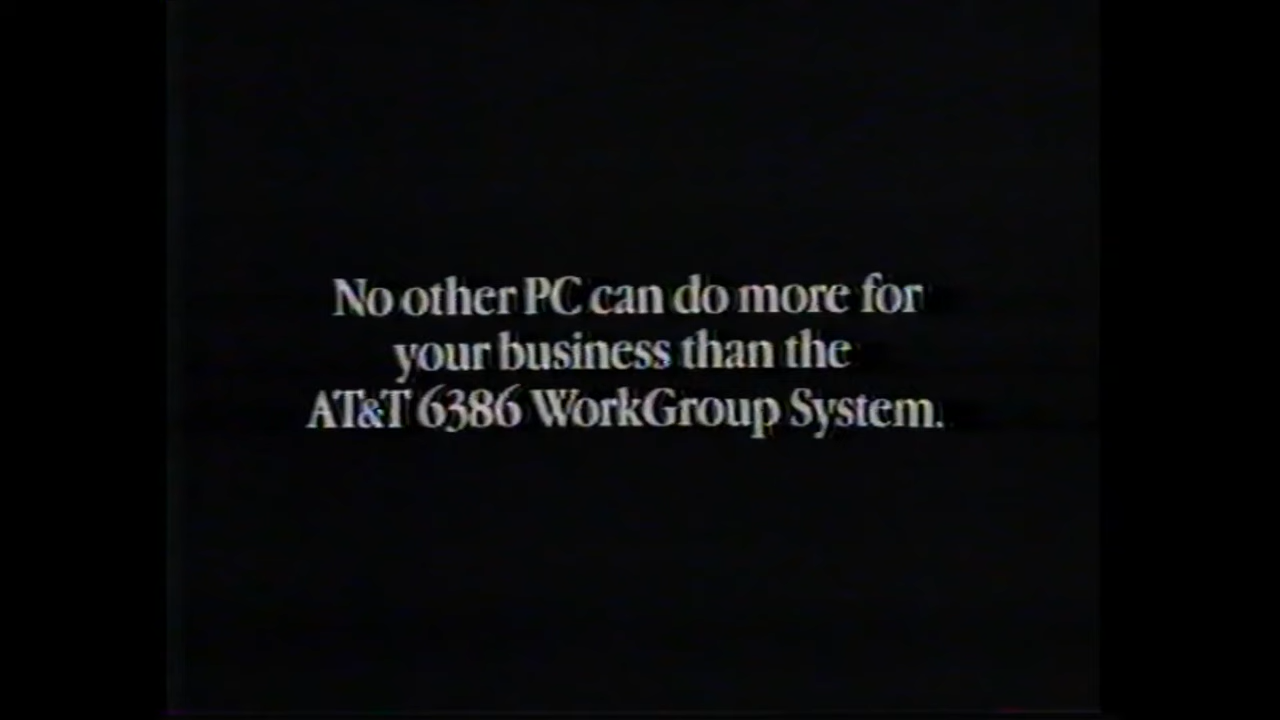 No other PC can do more for
your business than the
AT&T 6386 WorkGroup System.